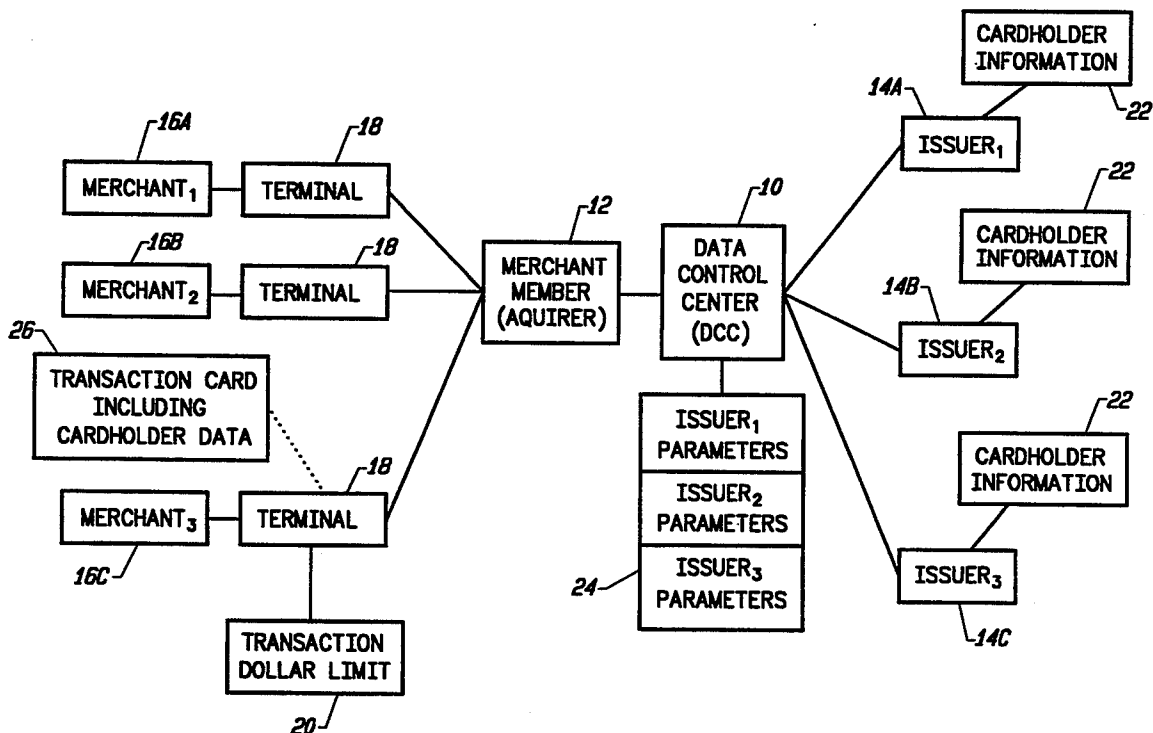 CARDHOLDER
INFORMATION
22
14A
ISSUER₁
16A
18
MERCHANT₁
TERMINAL
22
CARDHOLDER
INFORMATION
12
10
16B
18
MERCHANT₂
TERMINAL
MERCHANT
MEMBER
(AQUIRER)
DATA
CONTROL
CENTER
(DCC)
14B
ISSUER₂
26
TRANSACTION CARD
INCLUDING
CARDHOLDER DATA
ISSUER₁
PARAMETERS
ISSUER₂
PARAMETERS
ISSUER₃
PARAMETERS
24
22
CARDHOLDER
INFORMATION
18
MERCHANT₃
TERMINAL
16C
ISSUER₃
14C
TRANSACTION
DOLLAR LIMIT
20